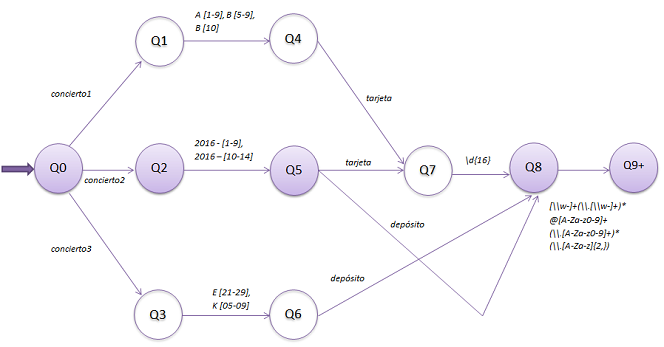 A [1-9], B [5-9],
B [10]
Q1
Q4
concierto1
tarjeta
2016 - [1-9],
2016 – [10-14]
Q0
Q2
Q5
tarjeta
Q7
\d{16}
Q8
Q9+
concierto2
[\\w-]+(\\.[\\w-]+)*
@[A-Za-z0-9]+
(\\.[A-Za-z0-9]+)*
(\\.[A-Za-z]{2,})
depósito
concierto3
depósito
E [21-29],
K [05-09]
Q3
Q6